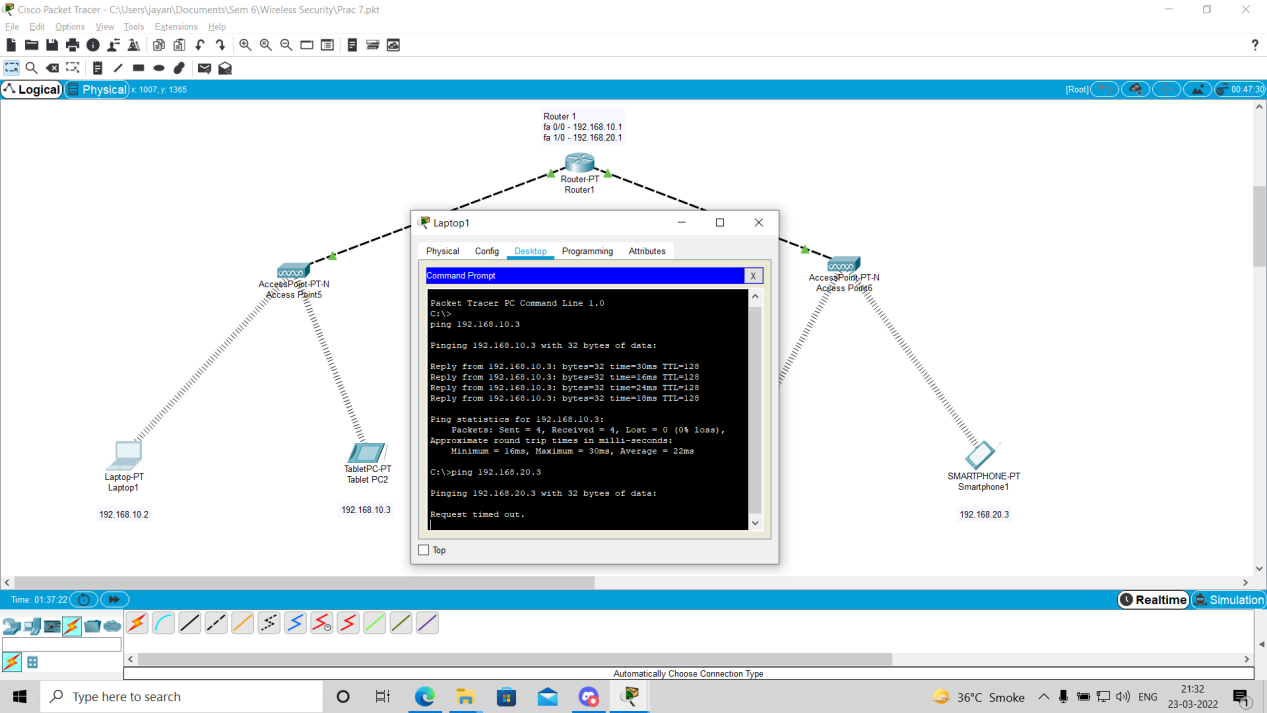 Cisco Packet Tracer - C:\Users\jayan\Documents\Sem 6\Wireless Security\Prac 7.pkt
File Edit Options View Tools Extensions Help
?
Logical Physical x: 1007, y: 1365 [Root] 00:47:30
Router 1
fa 0/0 - 192.168.10.1
fa 1/0 - 192.168.20.1
Router-PT
Router1
Laptop1
Physical Config Desktop Programming Attributes
Command Prompt X
Packet Tracer PC Command Line 1.0
C:\>
ping 192.168.10.3
Pinging 192.168.10.3 with 32 bytes of data:
Reply from 192.168.10.3: bytes=32 time=30ms TTL=128
Reply from 192.168.10.3: bytes=32 time=16ms TTL=128
Reply from 192.168.10.3: bytes=32 time=24ms TTL=128
Reply from 192.168.10.3: bytes=32 time=18ms TTL=128
Ping statistics for 192.168.10.3:
Packets: Sent = 4, Received = 4, Lost = 0 (0% loss),
Approximate round trip times in milli-seconds:
Minimum = 16ms, Maximum = 30ms, Average = 22ms
C:\>ping 192.168.20.3
Pinging 192.168.20.3 with 32 bytes of data:
Request timed out.
Top
AccessPoint-PT-N
Access Point5
AccessPoint-PT-N
Access Point6
Laptop-PT
Laptop1
192.168.10.2
TabletPC-PT
Tablet PC2
192.168.10.3
SMARTPHONE-PT
Smartphone1
192.168.20.3
Time: 01:37:22 Realtime Simulation
Automatically Choose Connection Type
Type here to search
36°C Smoke ENG 21:32
23-03-2022
1